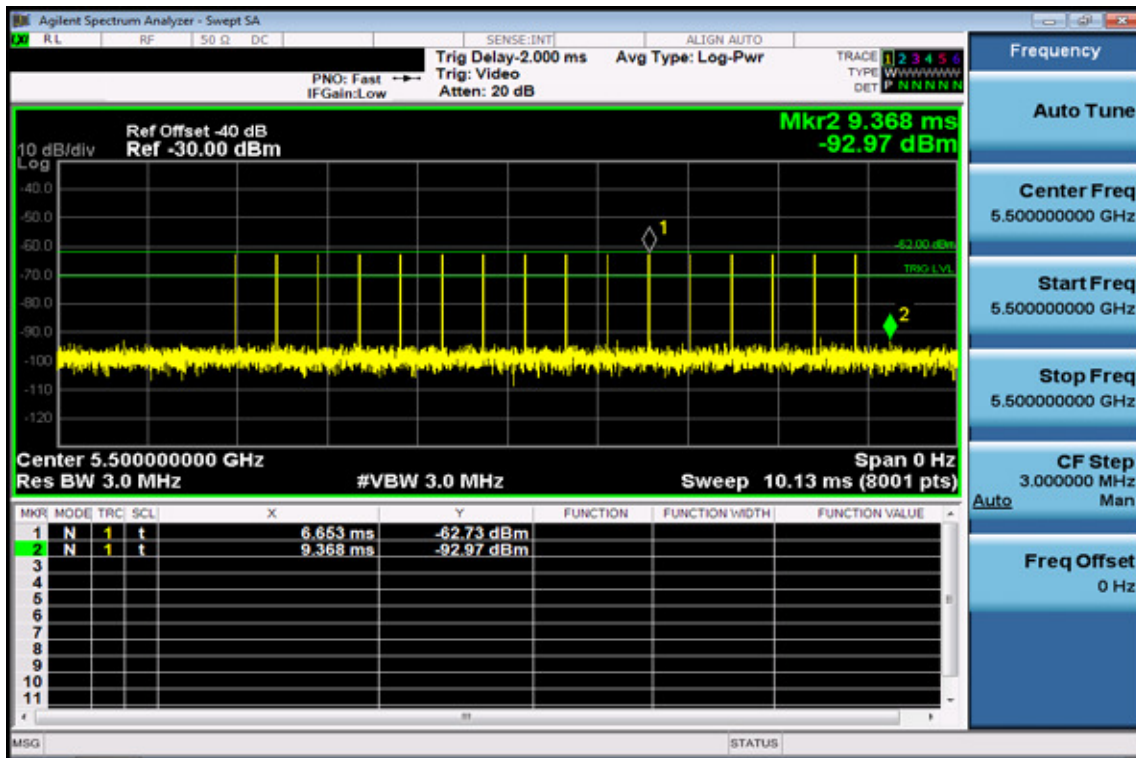 Agilent Spectrum Analyzer - Swept SA
LXI RL RF 50 Ω DC SENSE:INT ALIGN AUTO
Trig Delay-2.000 ms Avg Type: Log-Pwr TRACE 1 2 3 4 5 6
PNO: Fast Trig: Video TYPE WWWWWW
IFGain:Low Atten: 20 dB DET P N N N N N
Mkr2 9.368 ms
-92.97 dBm
Ref Offset -40 dB
10 dB/div Ref -30.00 dBm
Log
-40.0
-50.0
1
-60.0
-62.00 dBm
-70.0
TRIG LVL
-80.0
2
-90.0
-100
-110
-120
Center 5.500000000 GHz Span 0 Hz
Res BW 3.0 MHz #VBW 3.0 MHz Sweep 10.13 ms (8001 pts)
MKR MODE TRC SCL X Y FUNCTION FUNCTION WIDTH FUNCTION VALUE
1 N 1 t 6.653 ms -62.73 dBm
2 N 1 t 9.368 ms -92.97 dBm
3
4
5
6
7
8
9
10
11
MSG STATUS
Frequency
Auto Tune
Center Freq
5.500000000 GHz
Start Freq
5.500000000 GHz
Stop Freq
5.500000000 GHz
CF Step
3.000000 MHz
Auto Man
Freq Offset
0 Hz